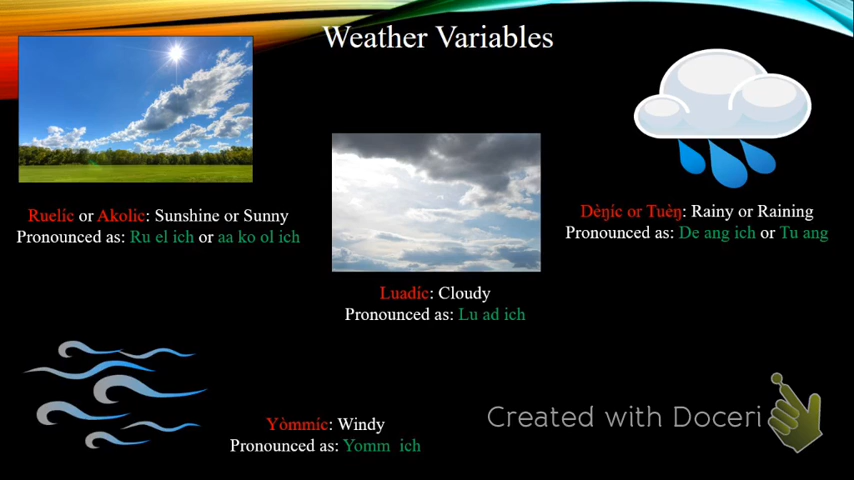 Weather Variables
Ruelic or Akolic: Sunshine or Sunny
Pronounced as: Ru el ich or aa ko ol ich
Luadic: Cloudy
Pronounced as: Lu ad ich
Dèŋíc or Tuèŋ: Rainy or Raining
Pronounced as: De ang ich or Tu ang
Yòmmíc: Windy
Pronounced as: Yomm  ich
Created with Doceri